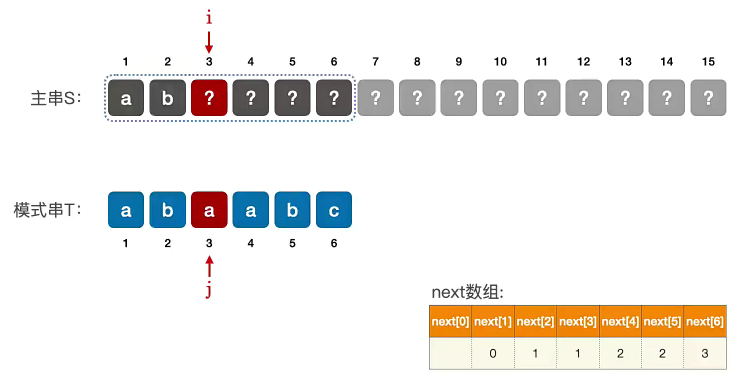 i
1 2 3 4 5 6 7 8 9 10 11 12 13 14 15
主串S： a b ? ? ? ? ? ? ? ? ? ? ? ? ?
模式串T： a b a a b c
1 2 3 4 5 6
j
next数组:
next[0] next[1] next[2] next[3] next[4] next[5] next[6]
0 1 1 2 2 3